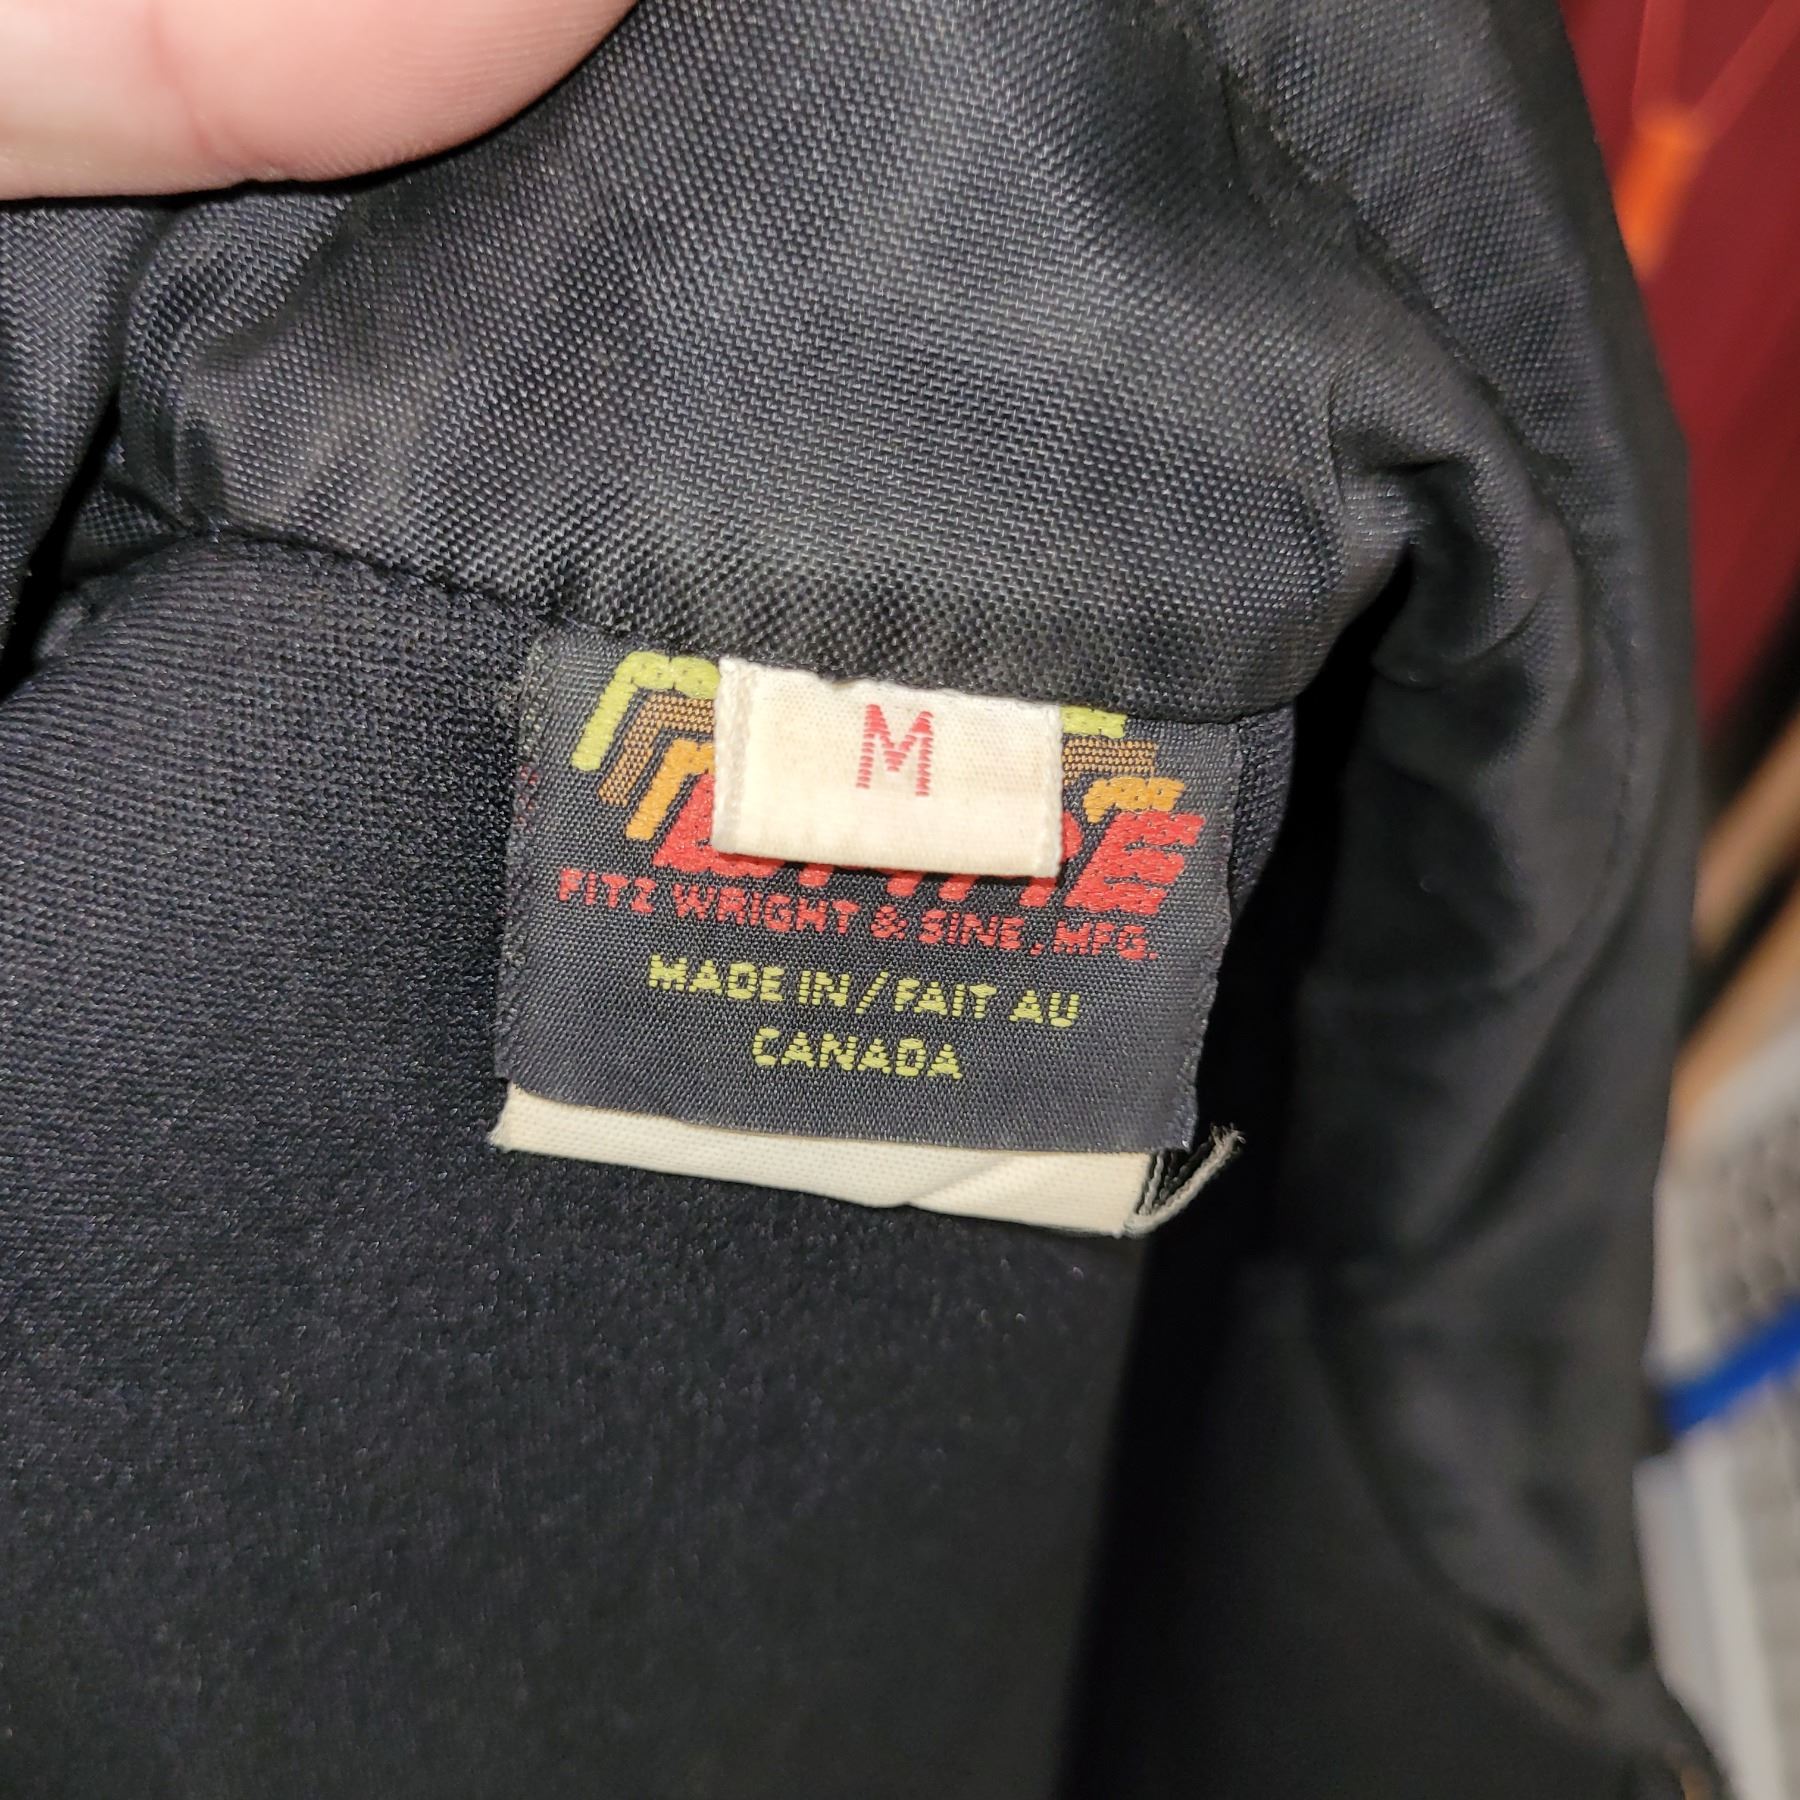 M
FITZ WRIGHT & SINE, MFG.
MADE IN / FAIT AU
CANADA